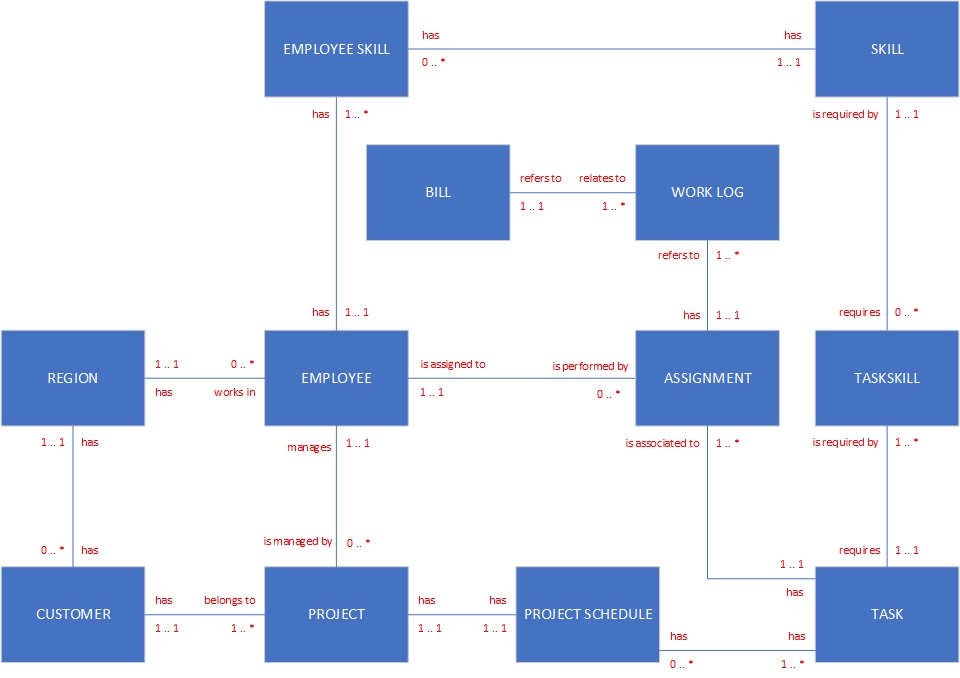 EMPLOYEE SKILL
has
0 .. *
has
1 .. 1
SKILL
has
1 .. *
is required by
1 .. 1
BILL
refers to
1 .. 1
relates to
1 .. *
WORK LOG
refers to
1 .. *
has
1 .. 1
has
1 .. 1
requires
0 .. *
REGION
1 .. 1
has
0 .. *
works in
EMPLOYEE
is assigned to
1 .. 1
is performed by
0 .. *
ASSIGNMENT
TASKSKILL
1 .. 1
has
manages
1 .. 1
is associated to
1 .. *
is required by
1 .. *
0 .. *
has
is managed by
0 .. *
requires
1 .. 1
1 .. 1
has
CUSTOMER
has
1 .. 1
belongs to
1 .. *
PROJECT
has
1 .. 1
has
1 .. 1
PROJECT SCHEDULE
has
0 .. *
has
1 .. *
TASK